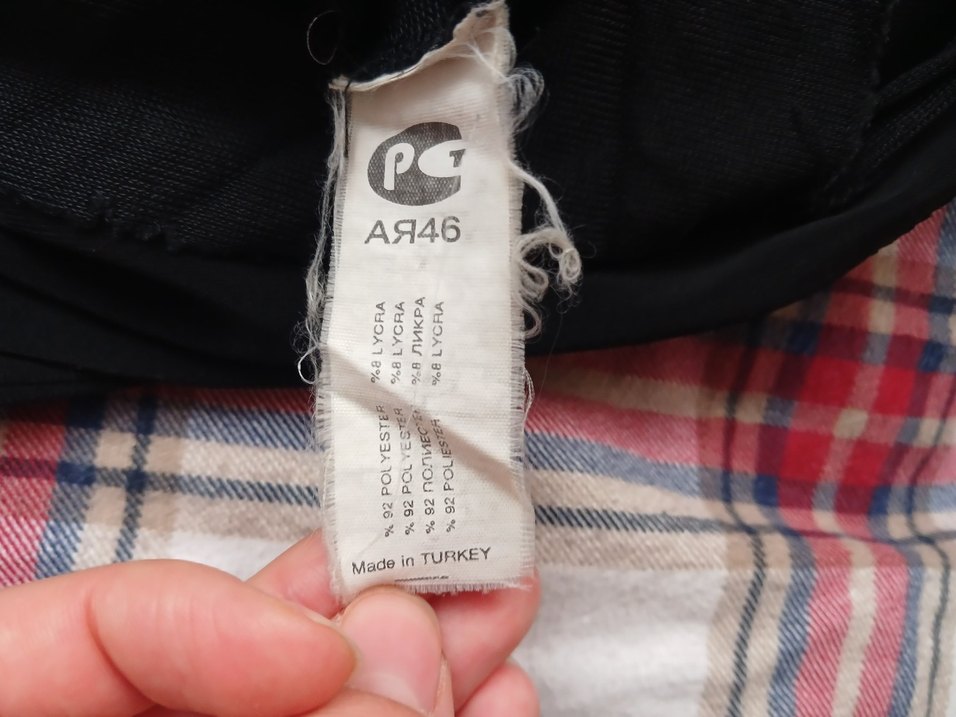 РСТ
АЯ46
% 92 POLYESTER %8 LYCRA
% 92 POLYESTER %8 LYCRA
% 92 ПОЛИЕСТЕР %8 ЛИКРА
% 92 POLIESTER %8 LYCRA
Made in TURKEY